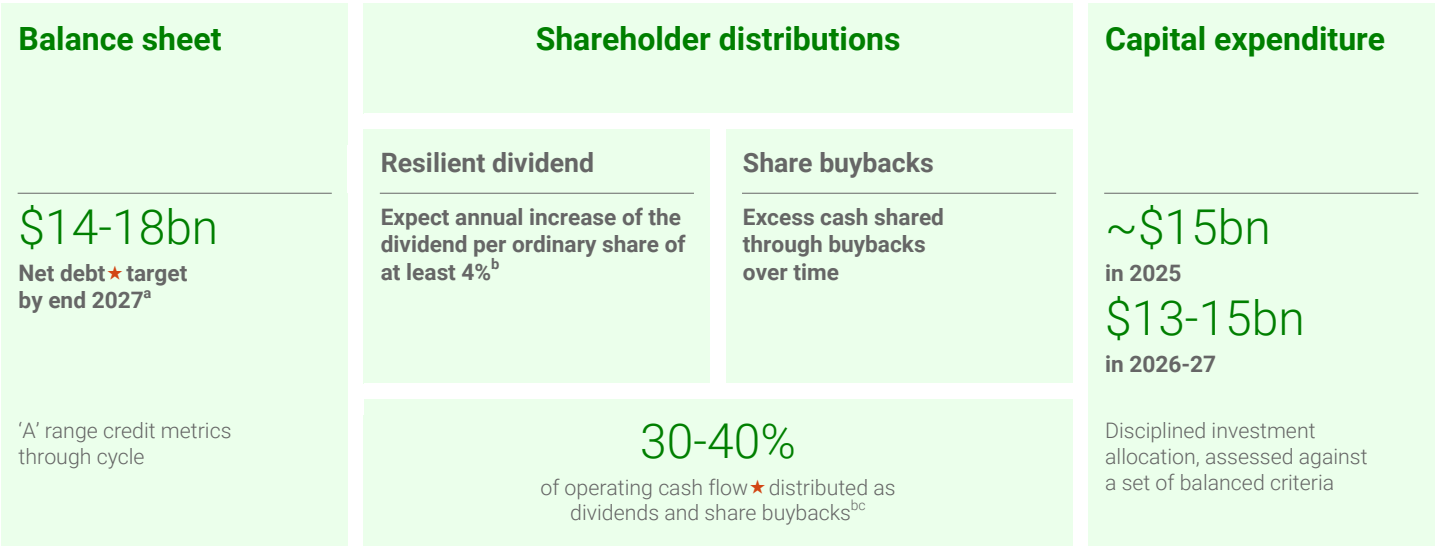 Balance sheet
$14-18bn
Net debt★ target
by end 2027ᵃ
‘A’ range credit metrics
through cycle
Shareholder distributions
Resilient dividend
Expect annual increase of the
dividend per ordinary share of
at least 4%ᵇ
Share buybacks
Excess cash shared
through buybacks
over time
30-40%
of operating cash flow★ distributed as
dividends and share buybacksᵇᶜ
Capital expenditure
~$15bn
in 2025
$13-15bn
in 2026-27
Disciplined investment
allocation, assessed against
a set of balanced criteria